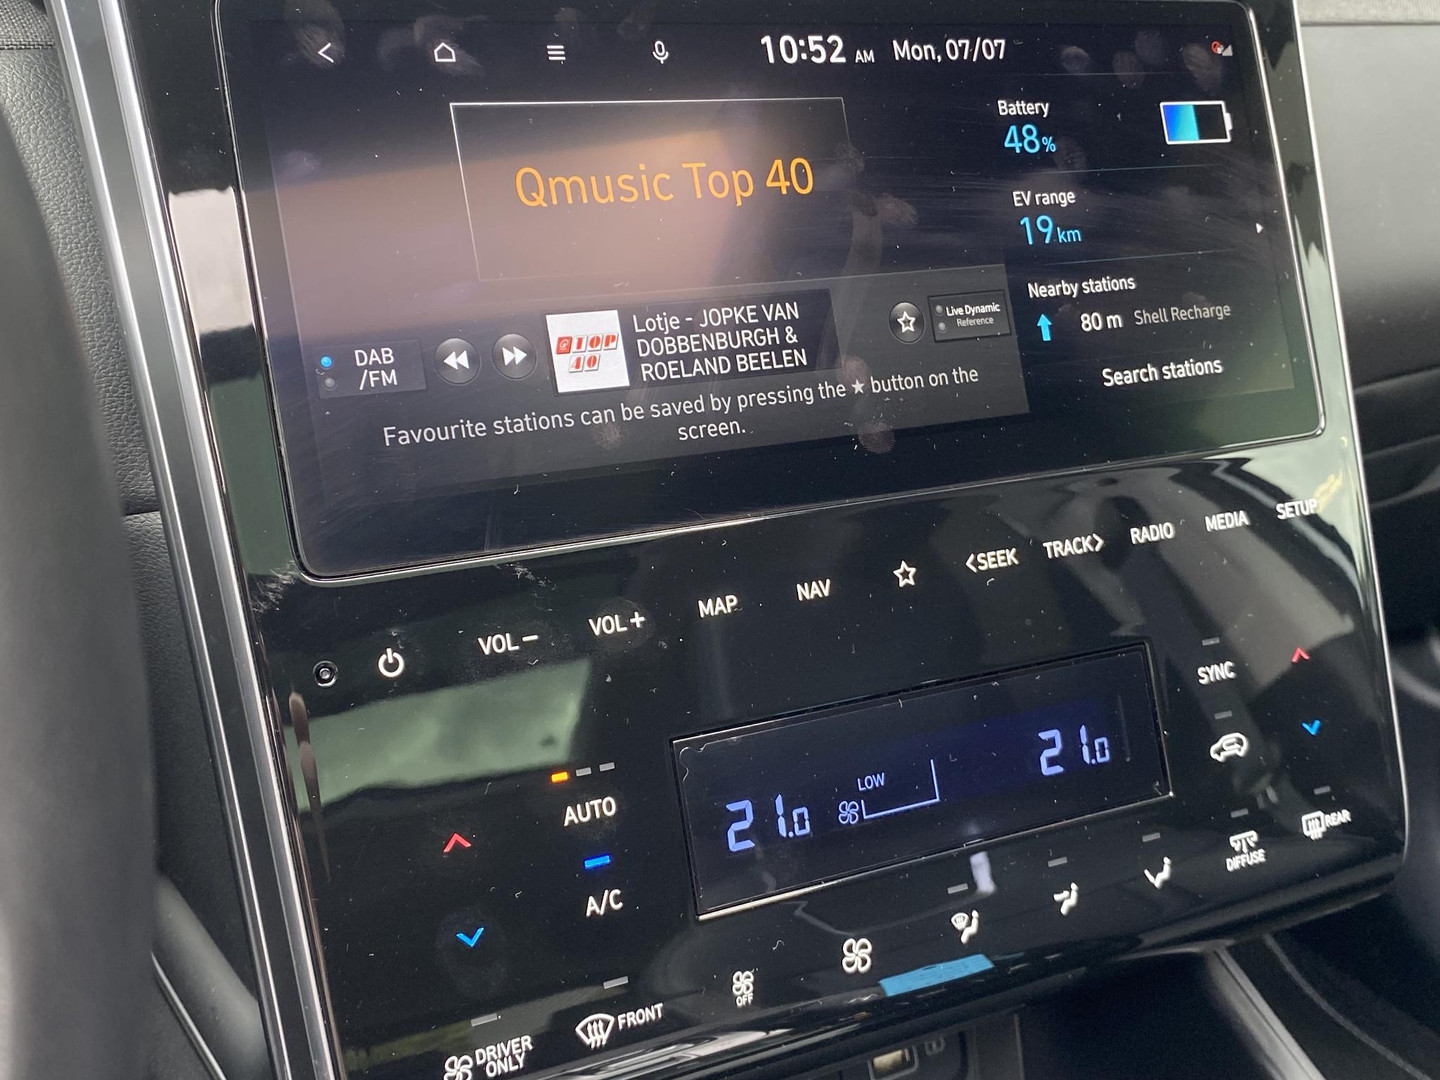 10:52 AM Mon, 07/07
Battery
48%
Qmusic Top 40
EV range
19 km
Nearby stations
80 m Shell Recharge
Search stations
DAB
/FM
TOP
40
Lotje - JOPKE VAN
DOBBENBURGH &
ROELAND BEELEN
Live Dynamic
Reference
Favourite stations can be saved by pressing the ★ button on the
screen.
VOL− VOL+ MAP NAV <SEEK TRACK> RADIO MEDIA SETUP
SYNC
AUTO
A/C
21.0 LOW 21.0
DIFFUSE
REAR
OFF
FRONT
DRIVER
ONLY